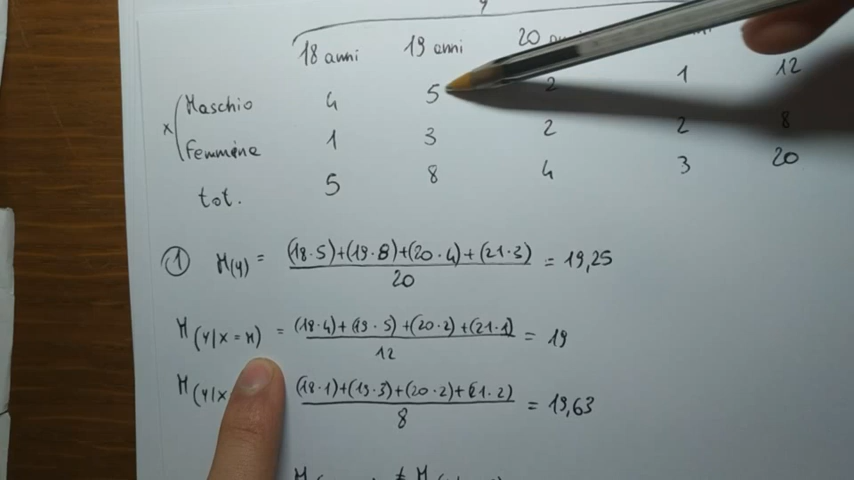 y
18 anni 19 anni 20
x Maschio 4 5 2 1 12
Femmina 1 3 2 2 8
tot. 5 8 4 3 20
① M(y) = (18·5)+(19·8)+(20·4)+(21·3) / 20 = 19,25
M(y|x=M) = (18·4)+(19·5)+(20·2)+(21·1) / 12 = 19
M(y|x (18·1)+(19·3)+(20·2)+(21·2) / 8 = 19,63